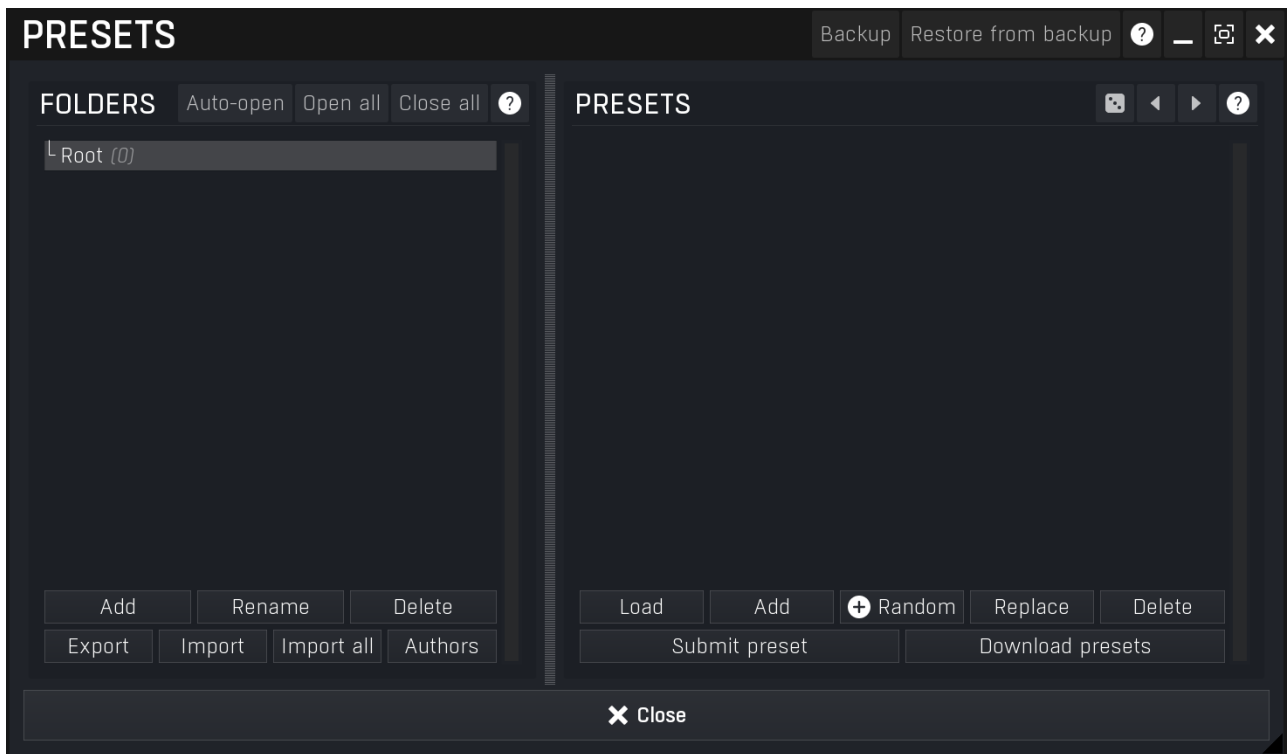 PRESETS Backup Restore from backup ?
FOLDERS Auto-open Open all Close all ?
Root (0)
Add Rename Delete
Export Import Import all Authors
PRESETS ?
Load Add Random Replace Delete
Submit preset Download presets
Close